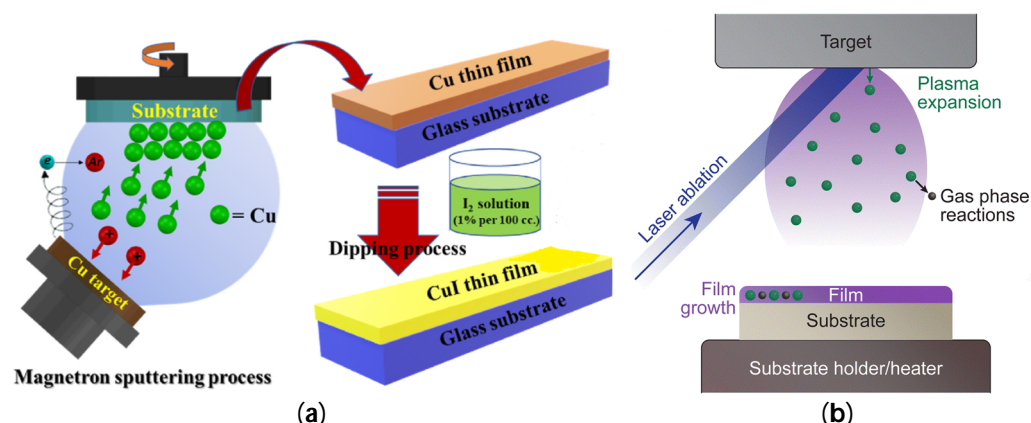 Substrate
e
Ar
= Cu
+
+
Cu target
Magnetron sputtering process
Cu thin film
Glass substrate
I₂ solution
(1% per 100 cc.)
Dipping process
CuI thin film
Glass substrate
(a)
Target
Plasma
expansion
Laser ablation
Gas phase
reactions
Film
growth
Film
Substrate
Substrate holder/heater
(b)